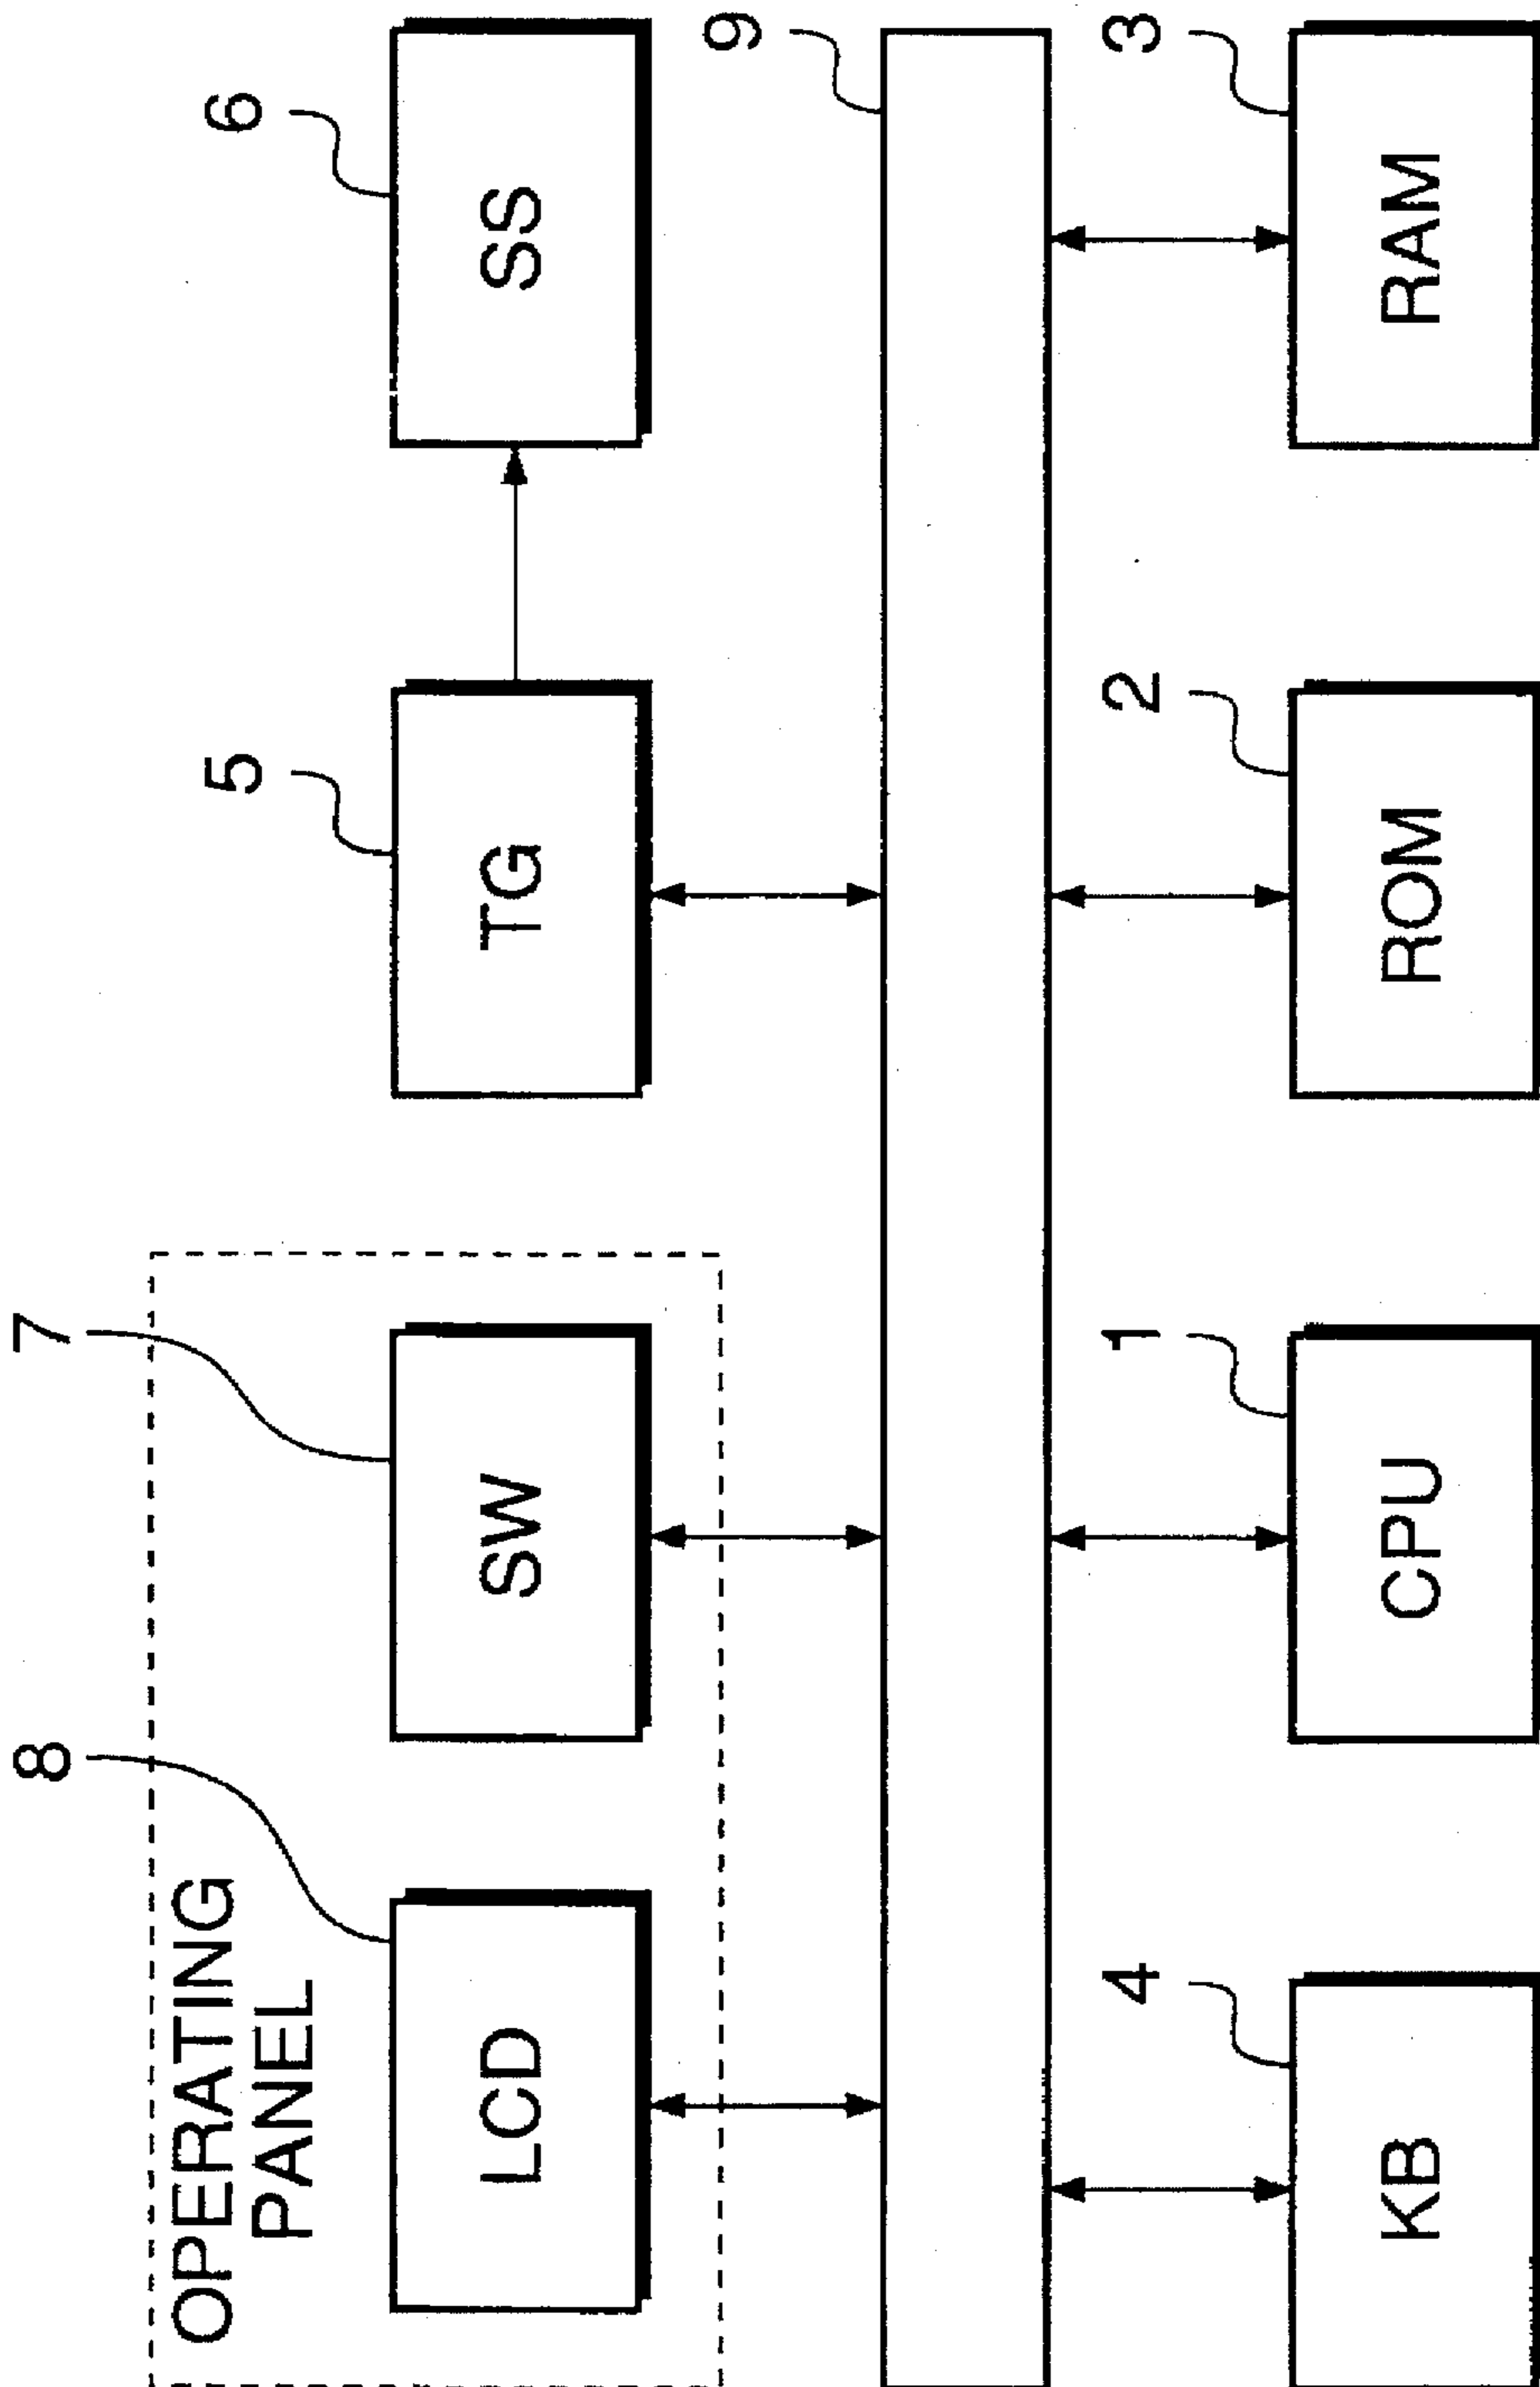 8
7
5
6
OPERATING
PANEL
LCD
SW
TG
SS
9
4
1
2
3
KB
CPU
ROM
RAM